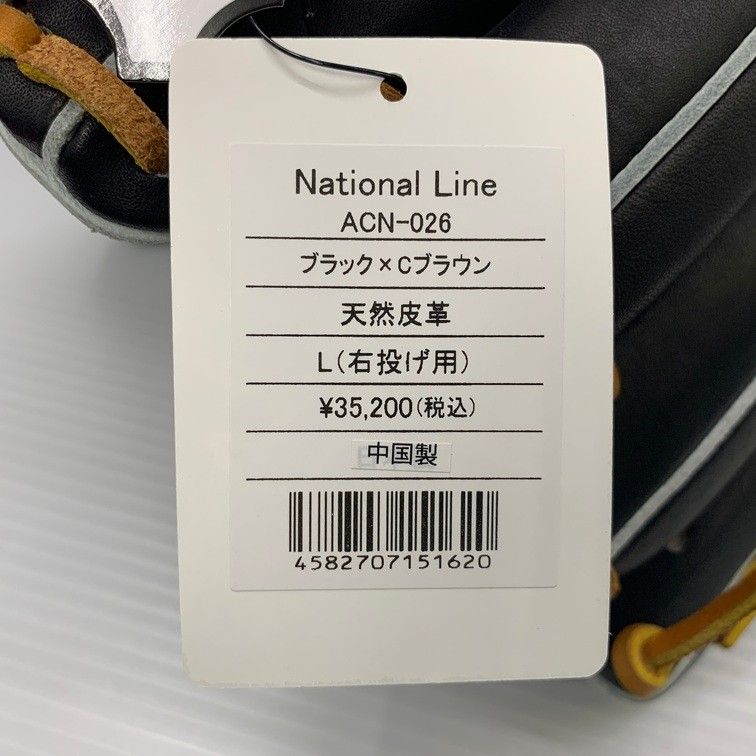 National Line
ACN-026
ブラック×Cブラウン
天然皮革
L(右投げ用)
¥35,200(税込)
中国製
4582707151620